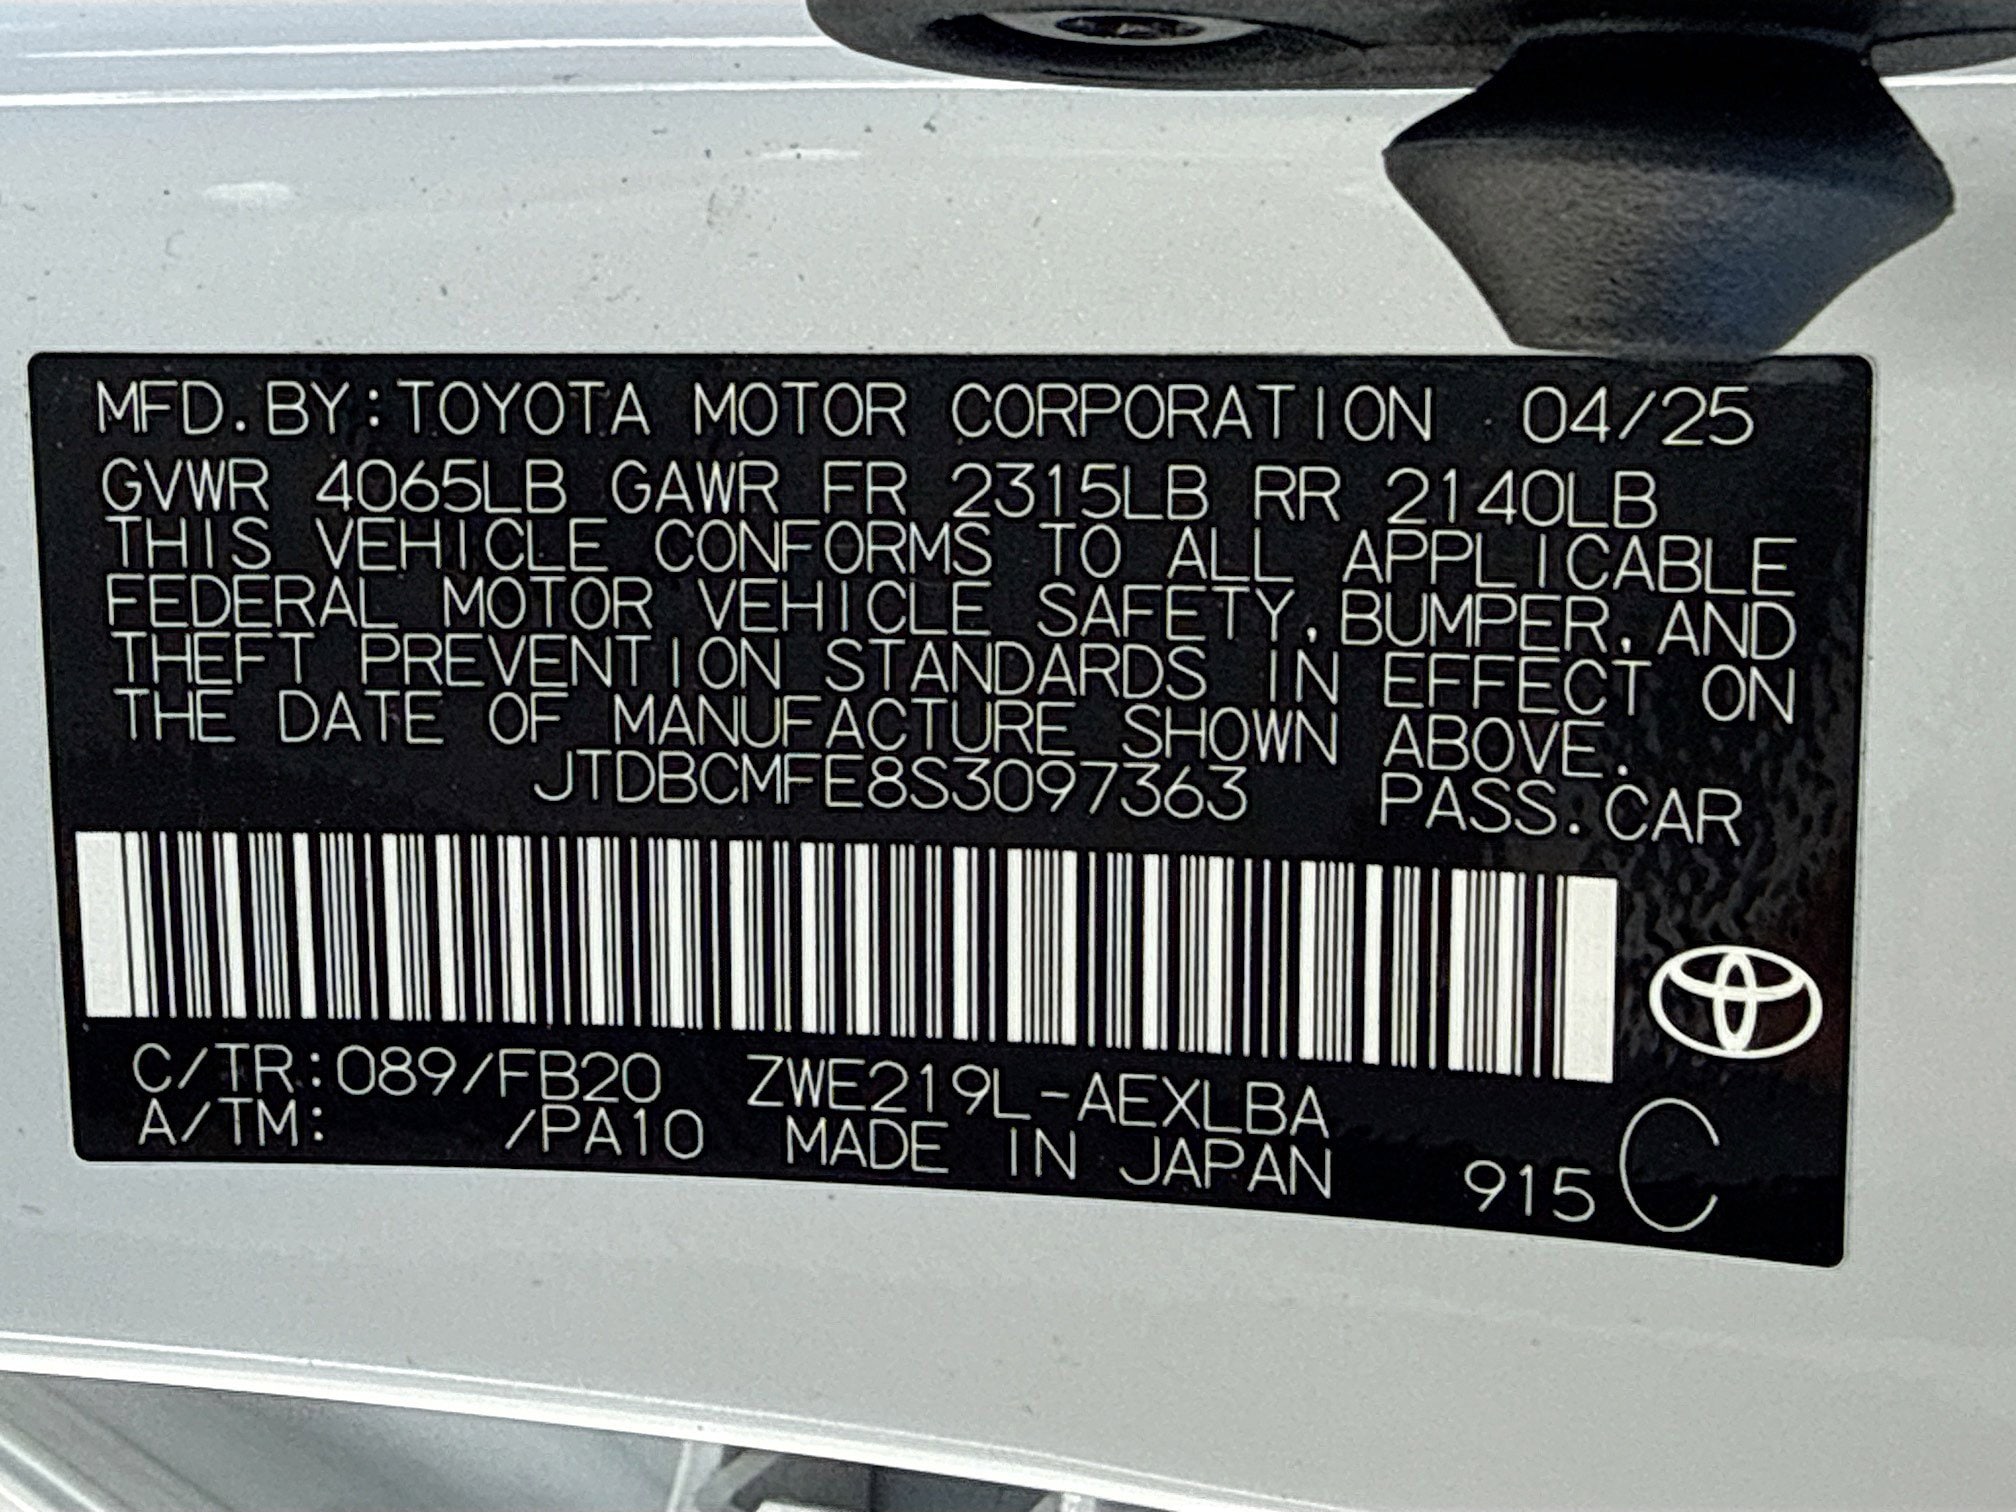 MFD.BY:TOYOTA MOTOR CORPORATION 04/25
GVWR 4065LB GAWR FR 2315LB RR 2140LB
THIS VEHICLE CONFORMS TO ALL APPLICABLE
FEDERAL MOTOR VEHICLE SAFETY,BUMPER,AND
THEFT PREVENTION STANDARDS IN EFFECT ON
THE DATE OF MANUFACTURE SHOWN ABOVE.
JTDBCMFE8S3097363 PASS.CAR
C/TR:089/FB20 ZWE219L-AEXLBA
A/TM: /PA10 MADE IN JAPAN 915 C